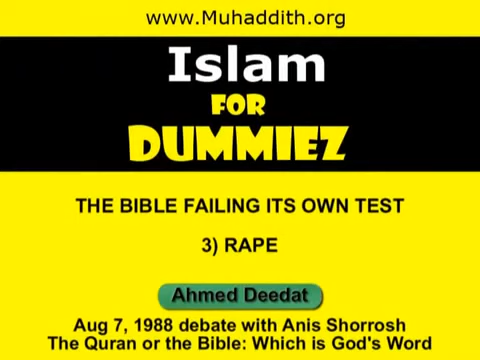 www.Muhaddith.org
Islam
FOR
DUMMIEZ
THE BIBLE FAILING ITS OWN TEST
3) RAPE
Ahmed Deedat
Aug 7, 1988 debate with Anis Shorrosh
The Quran or the Bible: Which is God's Word